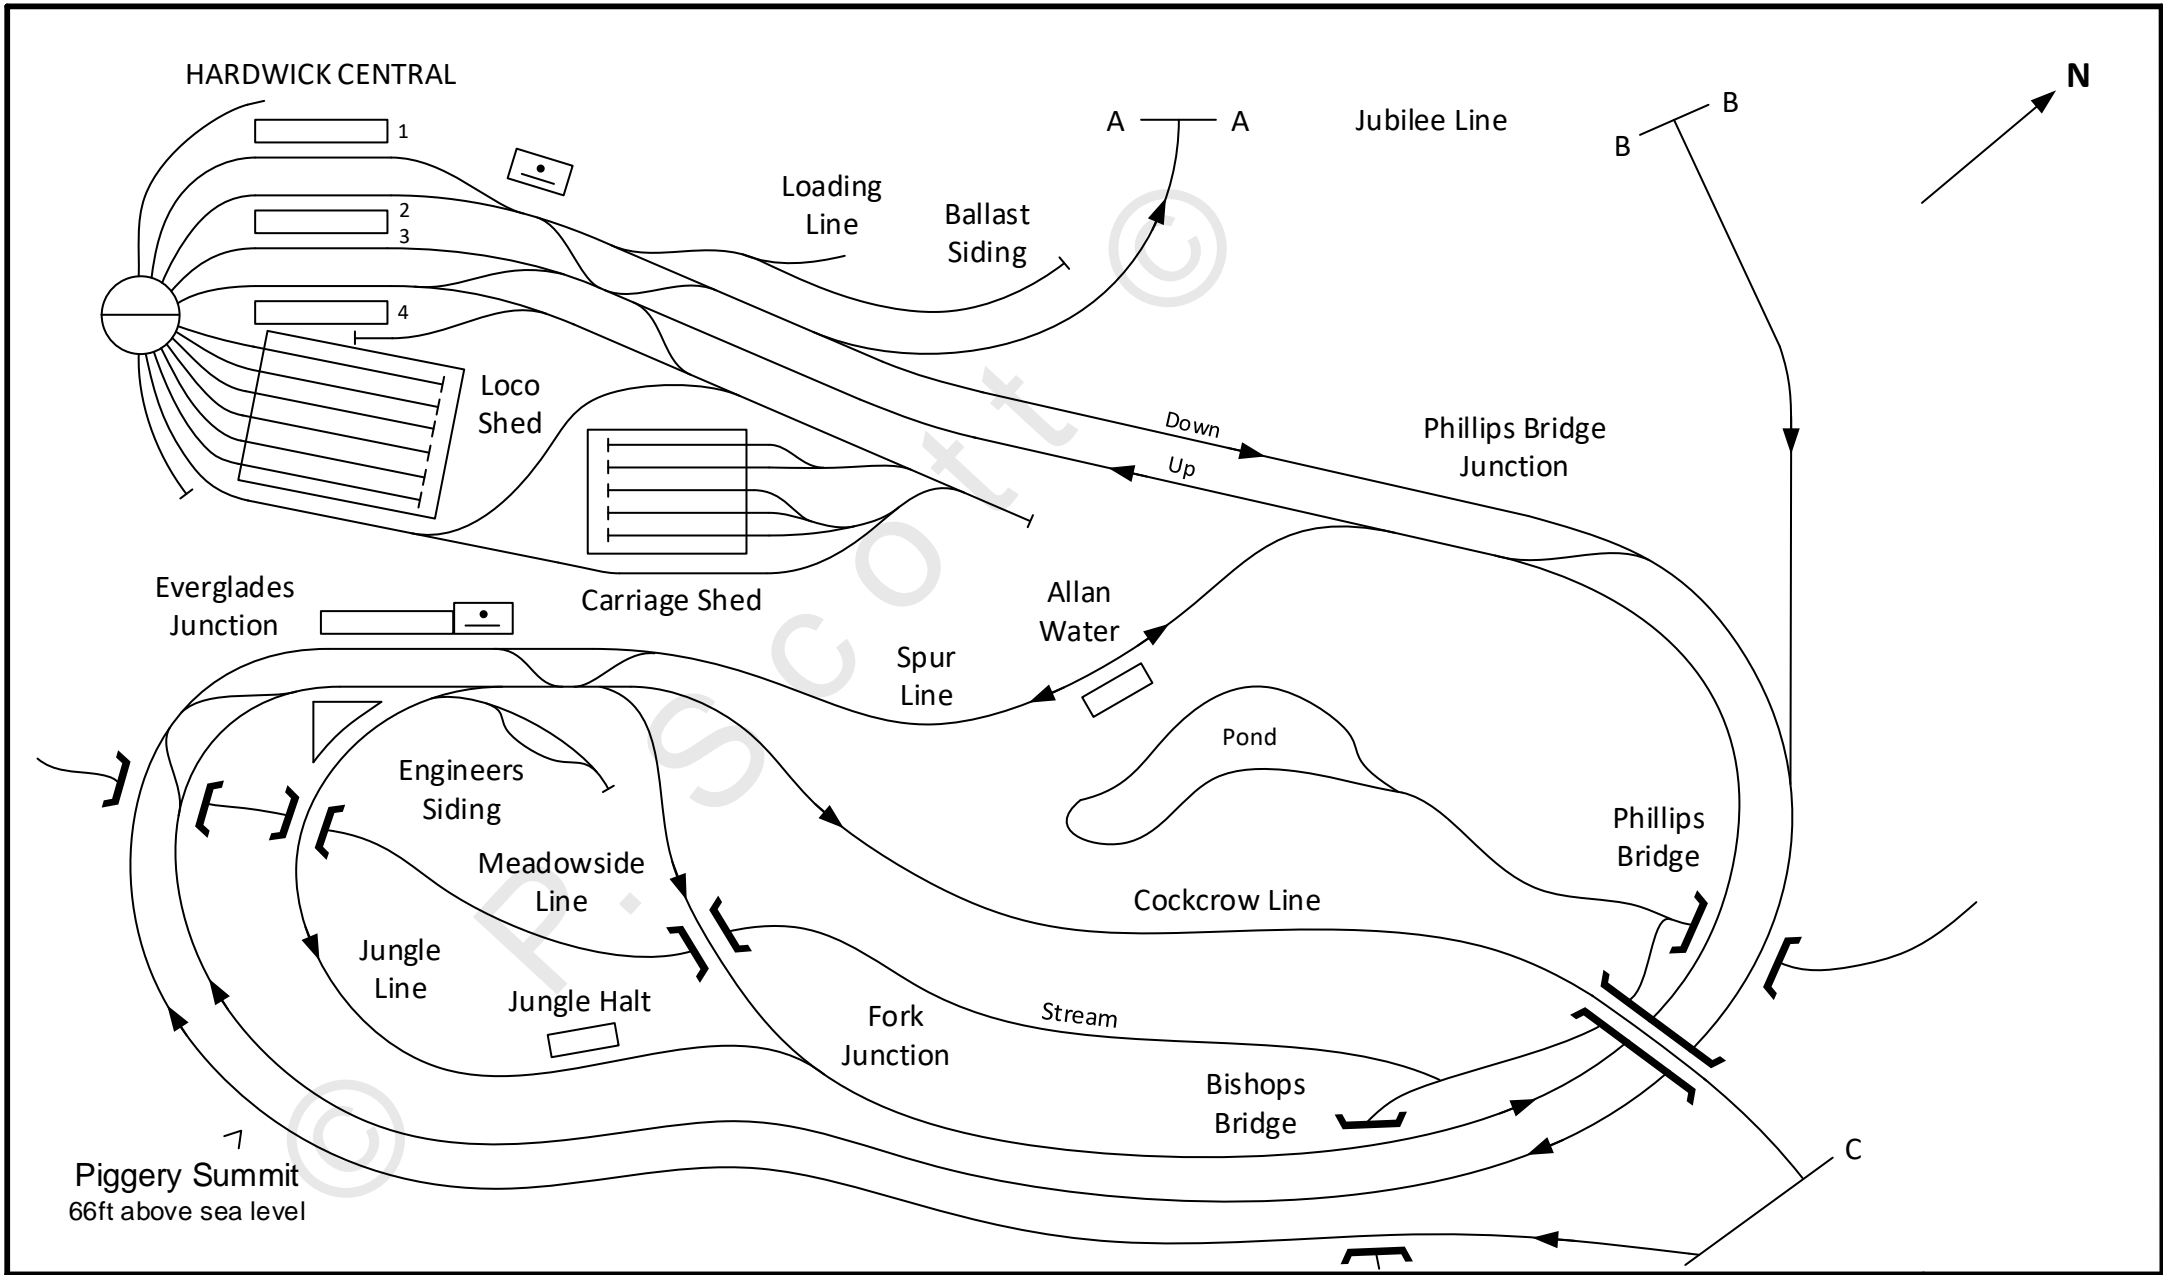 HARDWICK CENTRAL
1
2
3
4
Loading
Line
Ballast
Siding
A
A
Jubilee Line
B
B
N
Loco
Shed
Down
Up
Phillips Bridge
Junction
Everglades
Junction
Carriage Shed
Allan
Water
Spur
Line
Pond
Engineers
Siding
Meadowside
Line
Phillips
Bridge
Cockcrow Line
Jungle
Line
Jungle Halt
Fork
Junction
Stream
Bishops
Bridge
C
Piggery Summit
66ft above sea level
© P. Scott ©